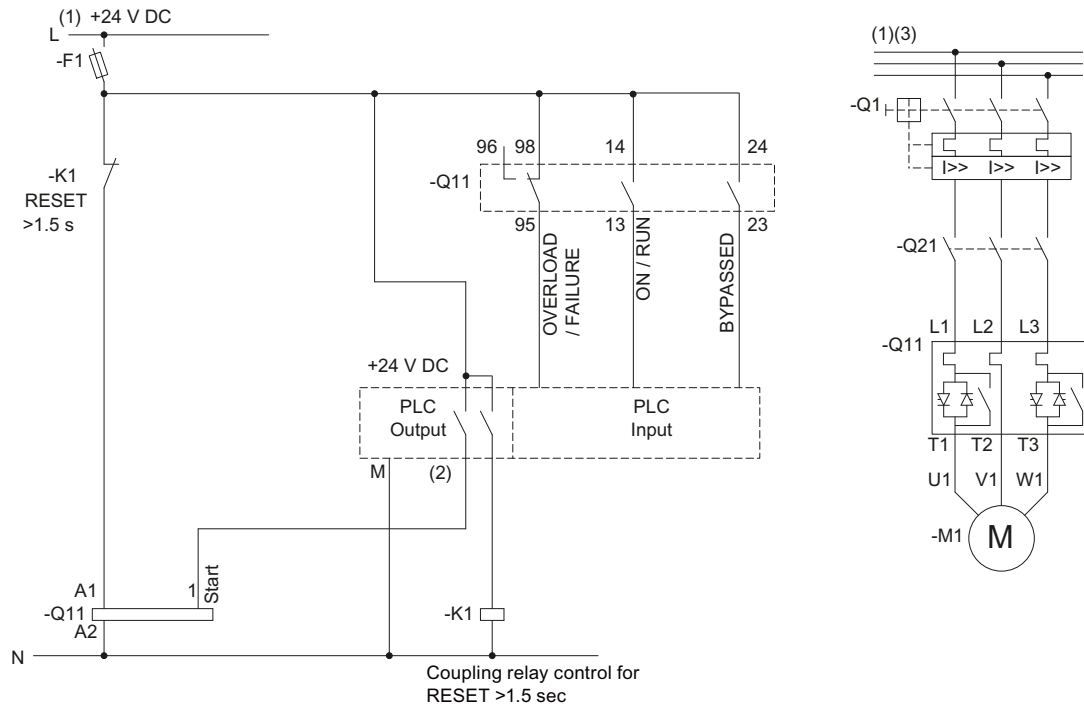 (1) +24 V DC
L
-F1
-K1
RESET
>1.5 s
96 98 14 24
-Q11
95 13 23
OVERLOAD
/ FAILURE
ON / RUN
BYPASSED
+24 V DC
PLC
Output
PLC
Input
M (2)
A1 1 Start
-Q11
A2
-K1
N
Coupling relay control for
RESET >1.5 sec
(1)(3)
-Q1
I>> I>> I>>
-Q21
L1 L2 L3
-Q11
T1 T2 T3
U1 V1 W1
-M1 M